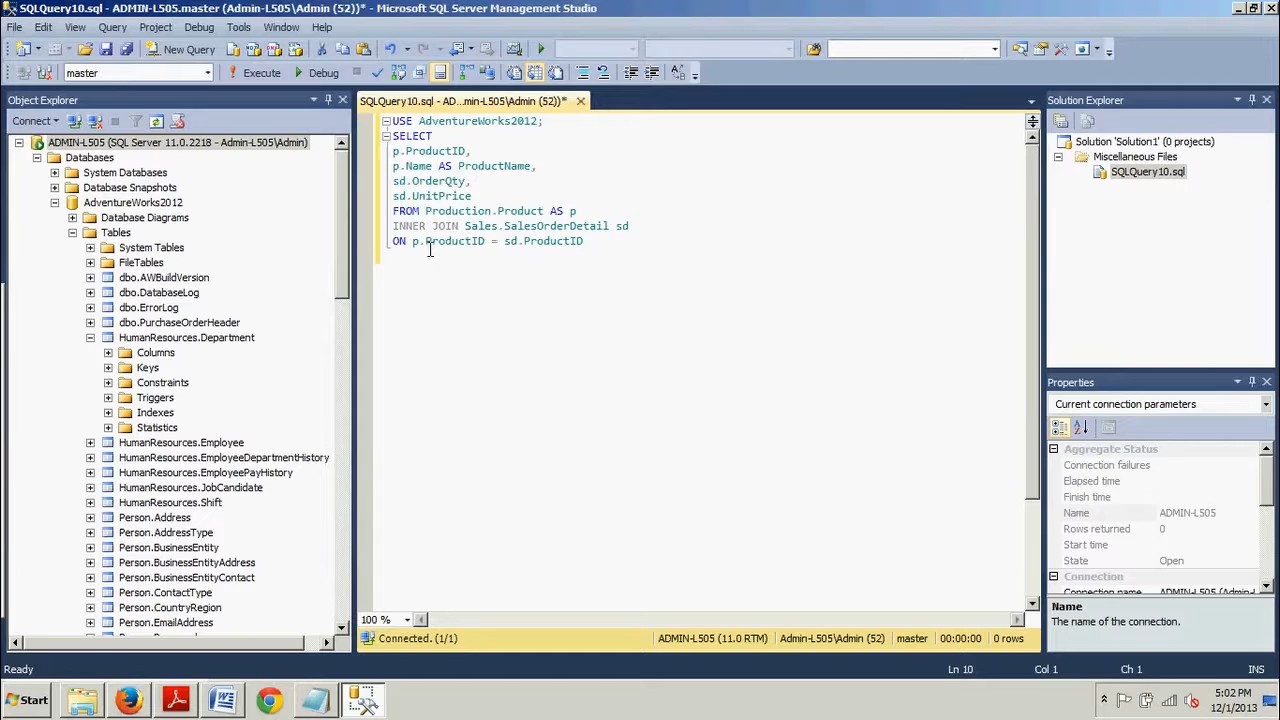 SQLQuery10.sql - ADMIN-L505.master (Admin-L505\Admin (52))* - Microsoft SQL Server Management Studio
File Edit View Query Project Debug Tools Window Help
New Query
master Execute Debug
Object Explorer
Connect
ADMIN-L505 (SQL Server 11.0.2218 - Admin-L505\Admin)
Databases
System Databases
Database Snapshots
AdventureWorks2012
Database Diagrams
Tables
System Tables
FileTables
dbo.AWBuildVersion
dbo.DatabaseLog
dbo.ErrorLog
dbo.PurchaseOrderHeader
HumanResources.Department
Columns
Keys
Constraints
Triggers
Indexes
Statistics
HumanResources.Employee
HumanResources.EmployeeDepartmentHistory
HumanResources.EmployeePayHistory
HumanResources.JobCandidate
HumanResources.Shift
Person.Address
Person.AddressType
Person.BusinessEntity
Person.BusinessEntityAddress
Person.BusinessEntityContact
Person.ContactType
Person.CountryRegion
Person.EmailAddress
SQLQuery10.sql - AD...min-L505\Admin (52))*
USE AdventureWorks2012;
SELECT
p.ProductID,
p.Name AS ProductName,
sd.OrderQty,
sd.UnitPrice
FROM Production.Product AS p
INNER JOIN Sales.SalesOrderDetail sd
ON p.ProductID = sd.ProductID
100 %
Connected. (1/1) ADMIN-L505 (11.0 RTM) Admin-L505\Admin (52) master 00:00:00 0 rows
Solution Explorer
Solution 'Solution1' (0 projects)
Miscellaneous Files
SQLQuery10.sql
Properties
Current connection parameters
Aggregate Status
Connection failures
Elapsed time
Finish time
Name ADMIN-L505
Rows returned 0
Start time
State Open
Connection
Connection name ADMIN-L505 (Admin-L
Name
The name of the connection.
Ready Ln 10 Col 1 Ch 1 INS
Start 5:02 PM
12/1/2013